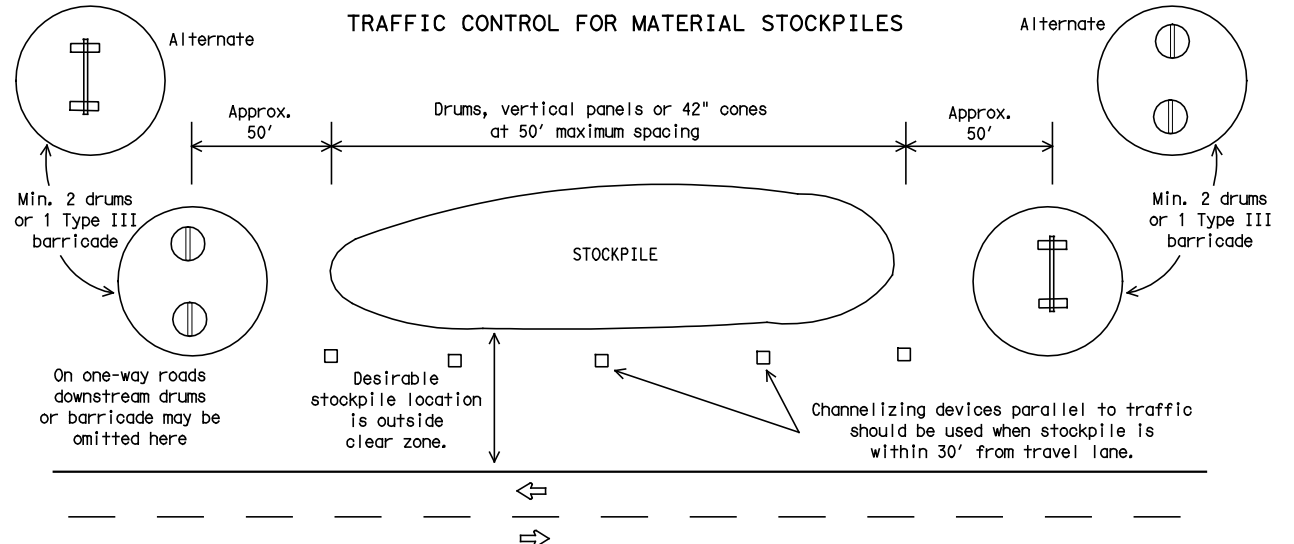 TRAFFIC CONTROL FOR MATERIAL STOCKPILES
Alternate
Alternate
Approx.
50'
Drums, vertical panels or 42" cones
at 50' maximum spacing
Approx.
50'
Min. 2 drums
or 1 Type III
barricade
Min. 2 drums
or 1 Type III
barricade
STOCKPILE
On one-way roads
downstream drums
or barricade may be
omitted here
Desirable
stockpile location
is outside
clear zone.
Channelizing devices parallel to traffic
should be used when stockpile is
within 30' from travel lane.